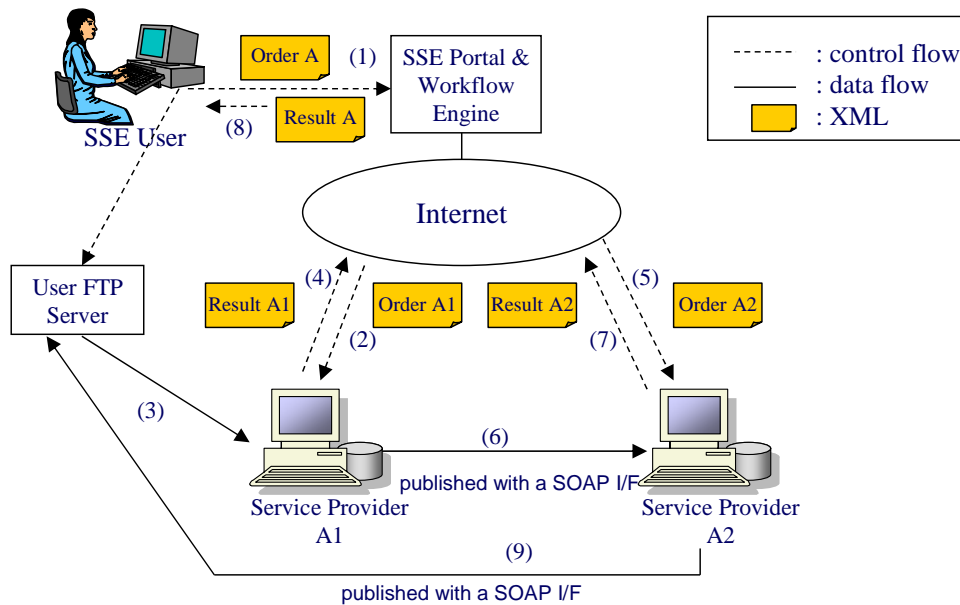 Order A
(1)
SSE Portal &
Workflow
Engine
: control flow
: data flow
: XML
(8)
Result A
SSE User
Internet
User FTP
Server
Result A1
(4)
Order A1
(2)
Result A2
(5)
Order A2
(7)
(3)
(6)
published with a SOAP I/F
Service Provider
A1
Service Provider
A2
(9)
published with a SOAP I/F